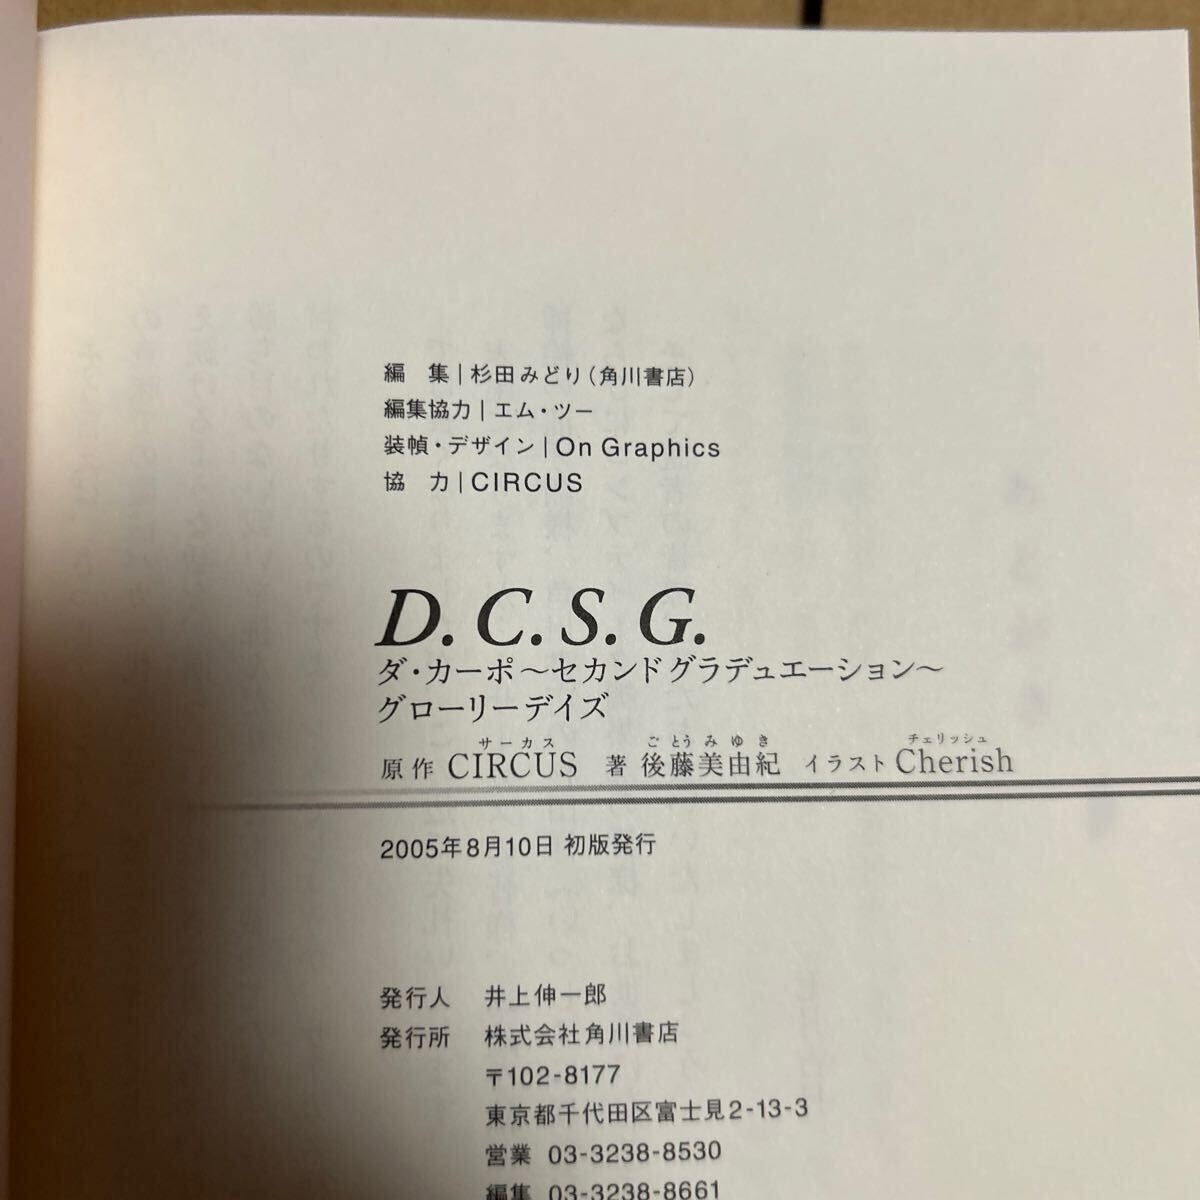 編　集｜杉田みどり（角川書店）
編集協力｜エム・ツー
装幀・デザイン｜On Graphics
協　力｜CIRCUS
D.C.S.G.
ダ・カーポ～セカンドグラデュエーション～
グローリーデイズ
サーカス　ごとうみゆき　チェリッシュ
原作 CIRCUS　著 後藤美由紀　イラスト Cherish
2005年8月10日 初版発行
発行人　井上伸一郎
発行所　株式会社角川書店
〒102-8177
東京都千代田区富士見2-13-3
営業 03-3238-8530
編集 03-3238-8661